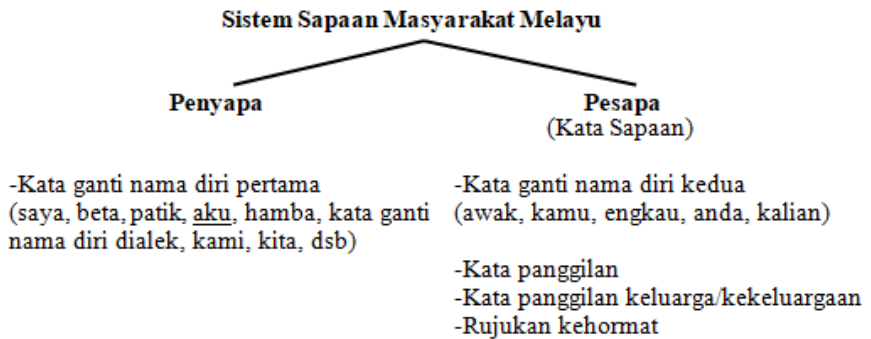 Sistem Sapaan Masyarakat Melayu
Penyapa
-Kata ganti nama diri pertama
(saya, beta, patik, aku, hamba, kata ganti
nama diri dialek, kami, kita, dsb)
Pesapa
(Kata Sapaan)
-Kata ganti nama diri kedua
(awak, kamu, engkau, anda, kalian)
-Kata panggilan
-Kata panggilan keluarga/kekeluargaan
-Rujukan kehormat